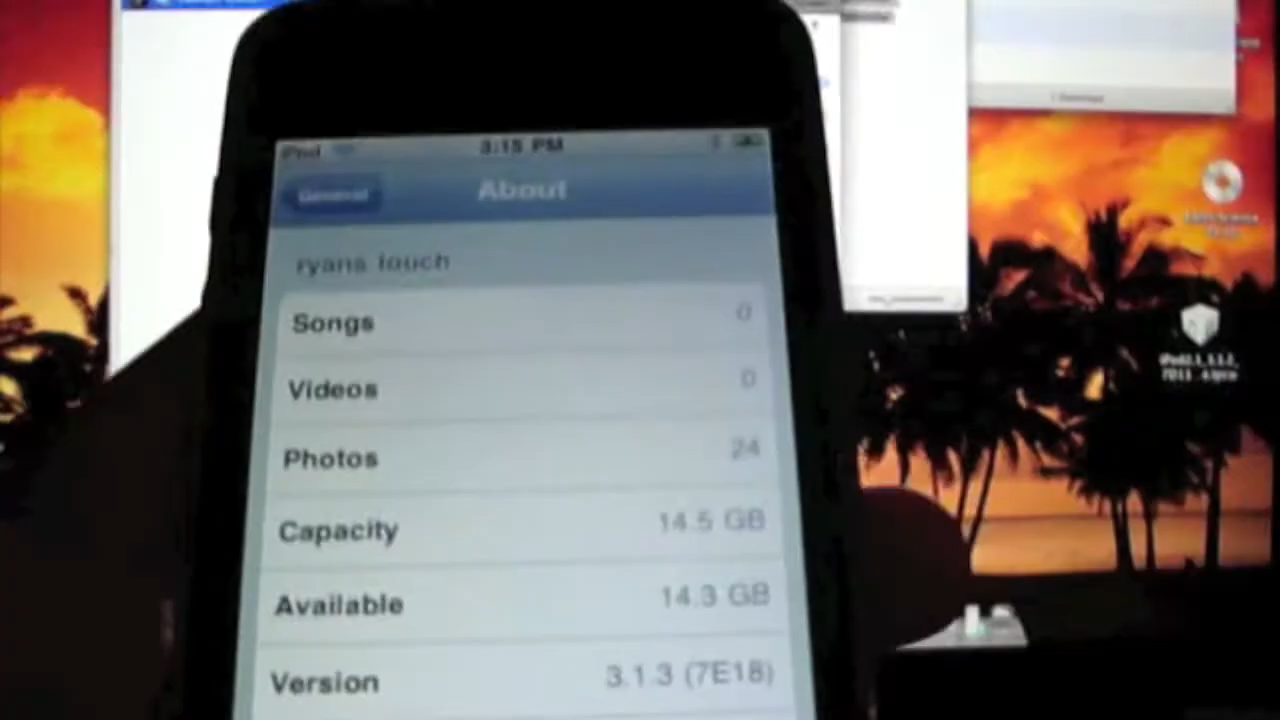 iPod 3:15 PM
General About
ryans touch
Songs 0
Videos 0
Photos 24
Capacity 14.5 GB
Available 14.3 GB
Version 3.1.3 (7E18)